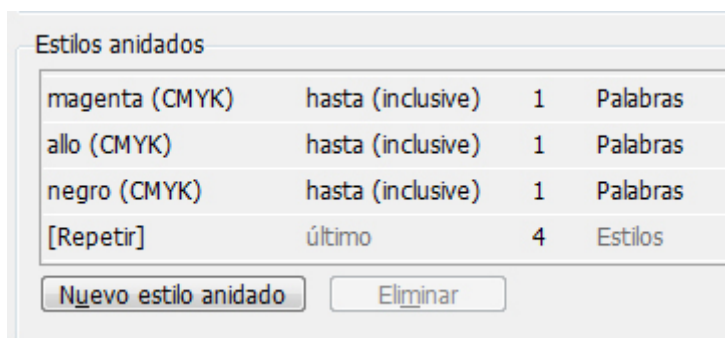 Estilos anidados
magenta (CMYK) hasta (inclusive) 1 Palabras
allo (CMYK) hasta (inclusive) 1 Palabras
negro (CMYK) hasta (inclusive) 1 Palabras
[Repetir] último 4 Estilos
Nuevo estilo anidado Eliminar